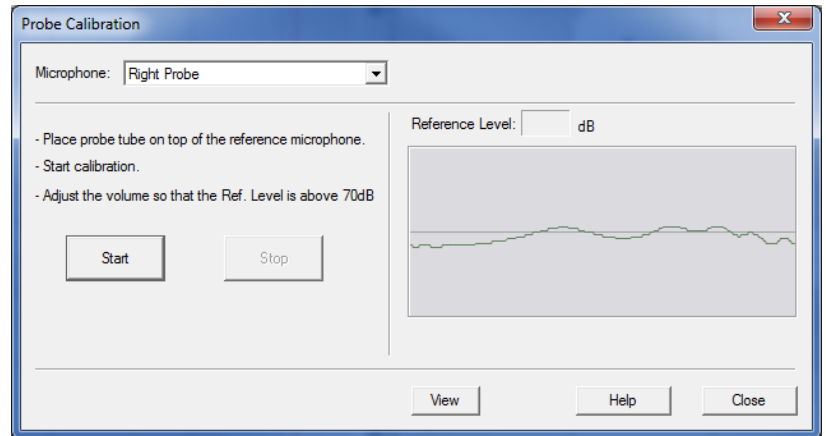 Probe Calibration
Microphone: Right Probe
- Place probe tube on top of the reference microphone.
- Start calibration.
- Adjust the volume so that the Ref. Level is above 70dB
Start Stop
Reference Level: dB
View Help Close